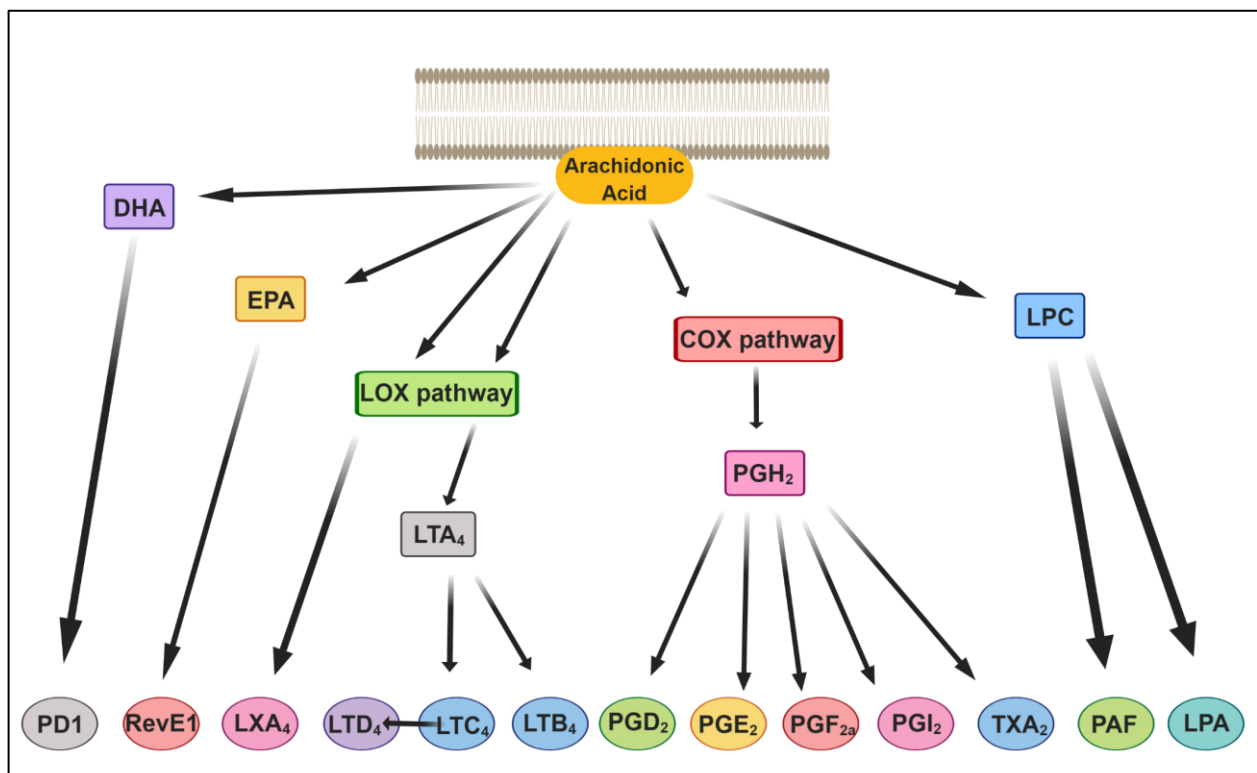 Arachidonic
Acid
DHA
EPA
LPC
COX pathway
LOX pathway
PGH₂
LTA₄
PD1
RevE1
LXA₄
LTD₄
LTC₄
LTB₄
PGD₂
PGE₂
PGF₂ₐ
PGI₂
TXA₂
PAF
LPA